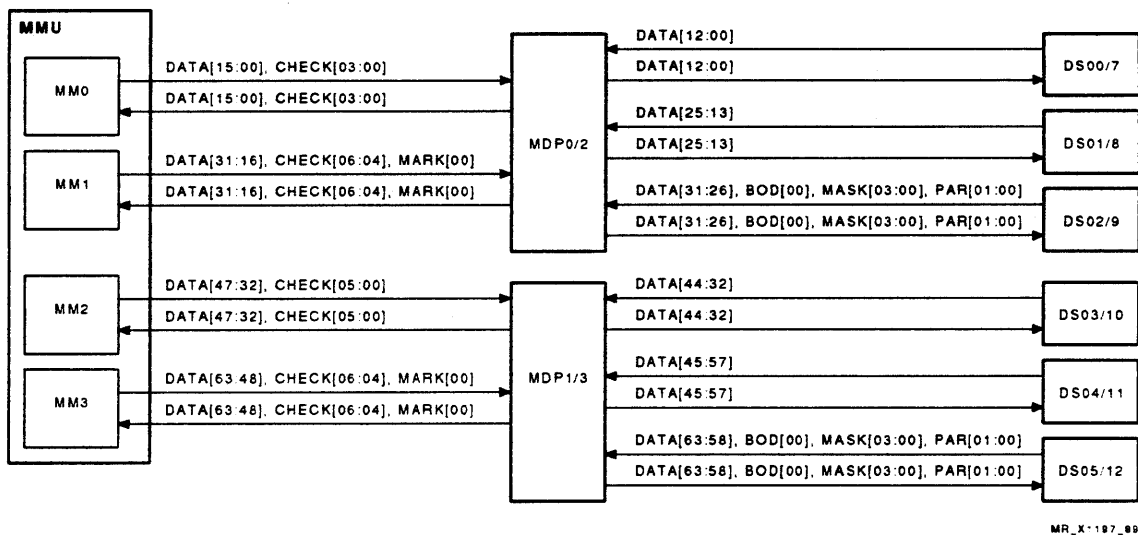 MMU
MM0
DATA[15:00], CHECK[03:00]
DATA[15:00], CHECK[03:00]
MM1
DATA[31:16], CHECK[06:04], MARK[00]
DATA[31:16], CHECK[06:04], MARK[00]
MM2
DATA[47:32], CHECK[05:00]
DATA[47:32], CHECK[05:00]
MM3
DATA[63:48], CHECK[06:04], MARK[00]
DATA[63:48], CHECK[06:04], MARK[00]
MDP0/2
MDP1/3
DATA[12:00]
DATA[12:00]
DS00/7
DATA[25:13]
DATA[25:13]
DS01/8
DATA[31:26], BOD[00], MASK[03:00], PAR[01:00]
DATA[31:26], BOD[00], MASK[03:00], PAR[01:00]
DS02/9
DATA[44:32]
DATA[44:32]
DS03/10
DATA[45:57]
DATA[45:57]
DS04/11
DATA[63:58], BOD[00], MASK[03:00], PAR[01:00]
DATA[63:58], BOD[00], MASK[03:00], PAR[01:00]
DS05/12